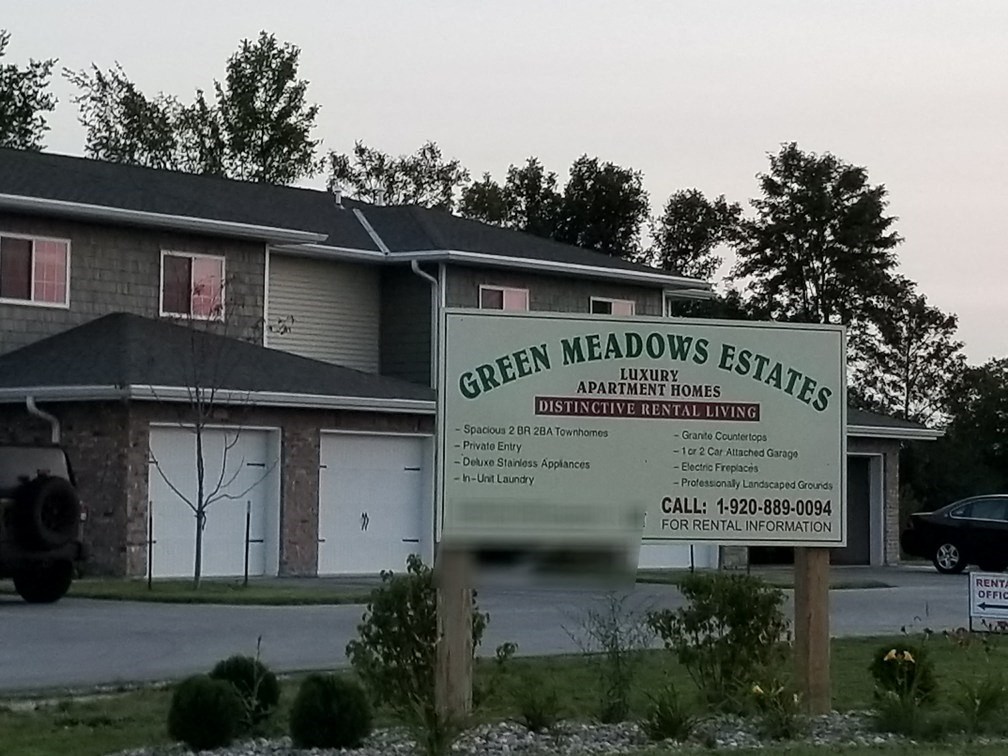 GREEN MEADOWS ESTATES
LUXURY
APARTMENT HOMES
DISTINCTIVE RENTAL LIVING
- Spacious 2 BR 2BA Townhomes
- Private Entry
- Deluxe Stainless Appliances
- In-Unit Laundry
- Granite Countertops
- 1 or 2 Car Attached Garage
- Electric Fireplaces
- Professionally Landscaped Grounds
CALL: 1-920-889-0094
FOR RENTAL INFORMATION
RENTA
OFFIC